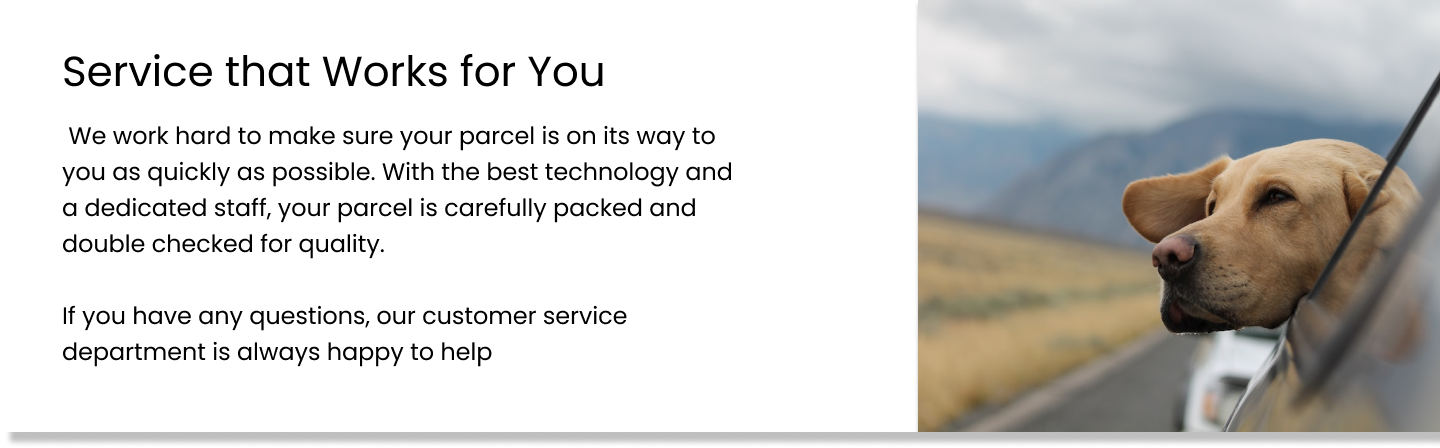 Service that Works for You
We work hard to make sure your parcel is on its way to
you as quickly as possible. With the best technology and
a dedicated staff, your parcel is carefully packed and
double checked for quality.
If you have any questions, our customer service
department is always happy to help